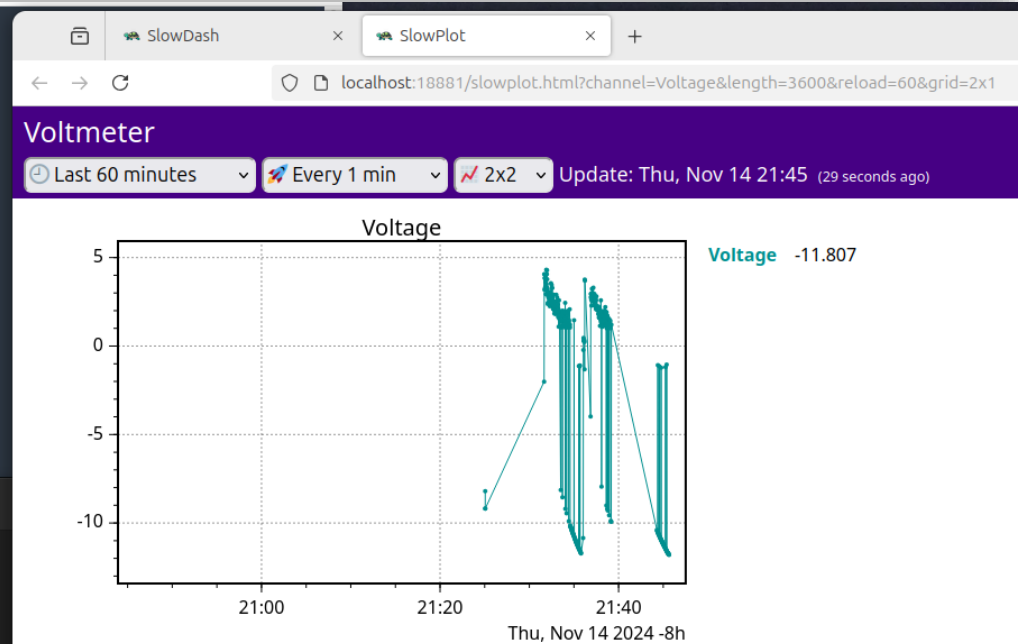 SlowDash
SlowPlot
localhost:18881/slowplot.html?channel=Voltage&length=3600&reload=60&grid=2x1
Voltmeter
Last 60 minutes Every 1 min 2x2 Update: Thu, Nov 14 21:45 (29 seconds ago)
Voltage
Voltage -11.807
5
0
-5
-10
21:00 21:20 21:40
Thu, Nov 14 2024 -8h